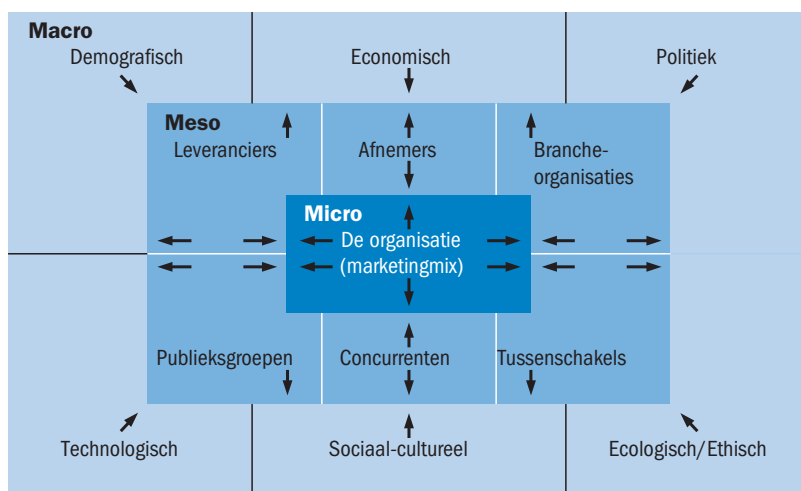 Macro
Demografisch
Economisch
Politiek
Meso
Leveranciers
Afnemers
Branche-
organisaties
Micro
De organisatie
(marketingmix)
Publieksgroepen
Concurrenten
Tussenschakels
Technologisch
Sociaal-cultureel
Ecologisch/Ethisch